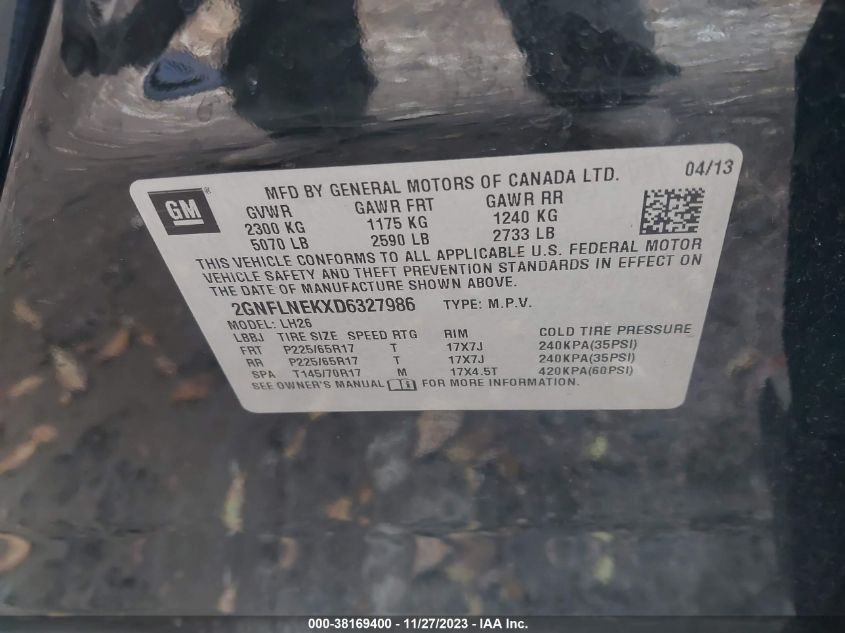 04/13
GM ®
MFD BY GENERAL MOTORS OF CANADA LTD.
GVWR GAWR FRT GAWR RR
2300 KG 1175 KG 1240 KG
5070 LB 2590 LB 2733 LB
THIS VEHICLE CONFORMS TO ALL APPLICABLE U.S. FEDERAL MOTOR
VEHICLE SAFETY AND THEFT PREVENTION STANDARDS IN EFFECT ON
THE DATE OF MANUFACTURE SHOWN ABOVE.
2GNFLNEKXD6327986 TYPE: M.P.V.
MODEL: LH26
LBBJ TIRE SIZE SPEED RTG RIM COLD TIRE PRESSURE
FRT P225/65R17 T 17X7J 240KPA(35PSI)
RR P225/65R17 T 17X7J 240KPA(35PSI)
SPA T145/70R17 M 17X4.5T 420KPA(60PSI)
SEE OWNER'S MANUAL FOR MORE INFORMATION.
000-38169400 - 11/27/2023 - IAA Inc.